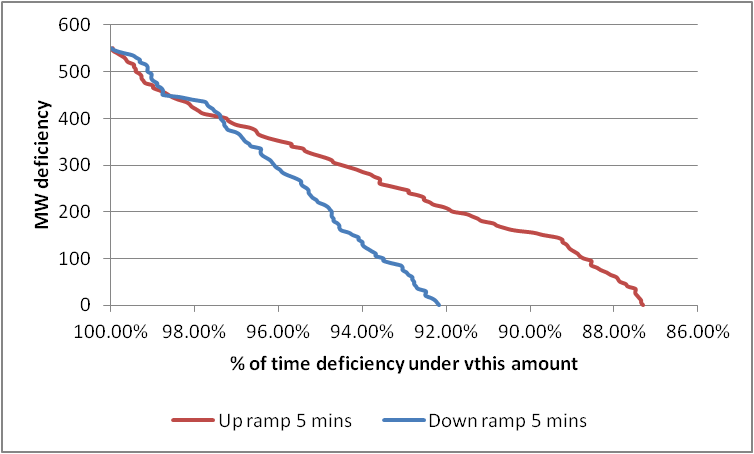 600
500
400
300
200
100
0
MW deficiency
100.00% 98.00% 96.00% 94.00% 92.00% 90.00% 88.00% 86.00%
% of time deficiency under vthis amount
Up ramp 5 mins Down ramp 5 mins